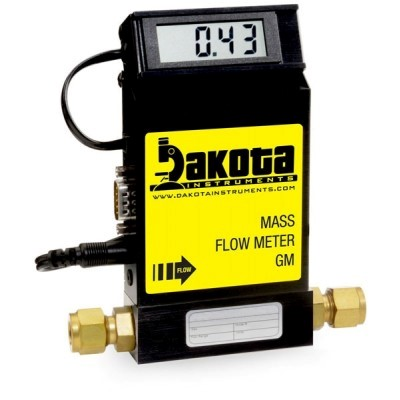 0.43
Dakota
INSTRUMENTS
WWW.DAKOTAINSTRUMENTS.COM
MASS
FLOW METER
GM
FLOW